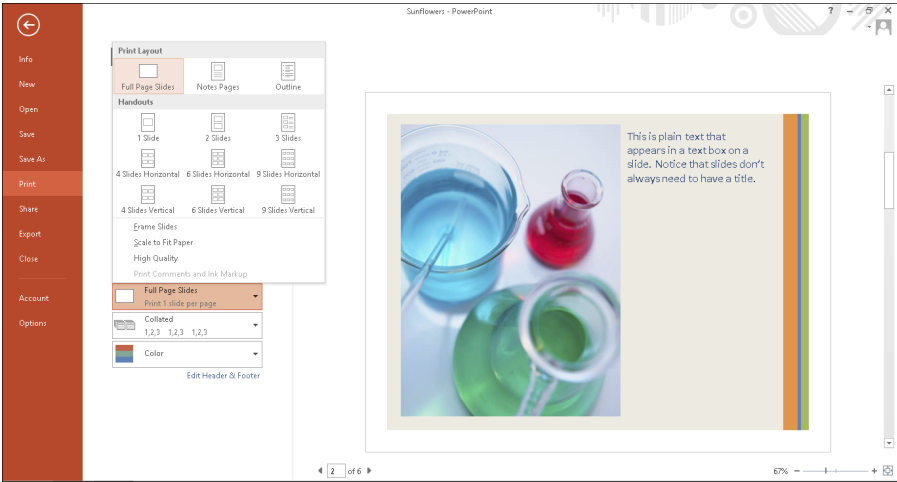 Sunflowers - PowerPoint
?
Info
New
Open
Save
Save As
Print
Share
Export
Close
Account
Options
Print Layout
Full Page Slides Notes Pages Outline
Handouts
1 Slide 2 Slides 3 Slides
4 Slides Horizontal 6 Slides Horizontal 9 Slides Horizontal
4 Slides Vertical 6 Slides Vertical 9 Slides Vertical
Frame Slides
Scale to Fit Paper
High Quality
Print Comments and Ink Markup
Full Page Slides
Print 1 slide per page
Collated
1,2,3 1,2,3 1,2,3
Color
Edit Header & Footer
This is plain text that
appears in a text box on a
slide. Notice that slides don't
always need to have a title.
2 of 6
67%